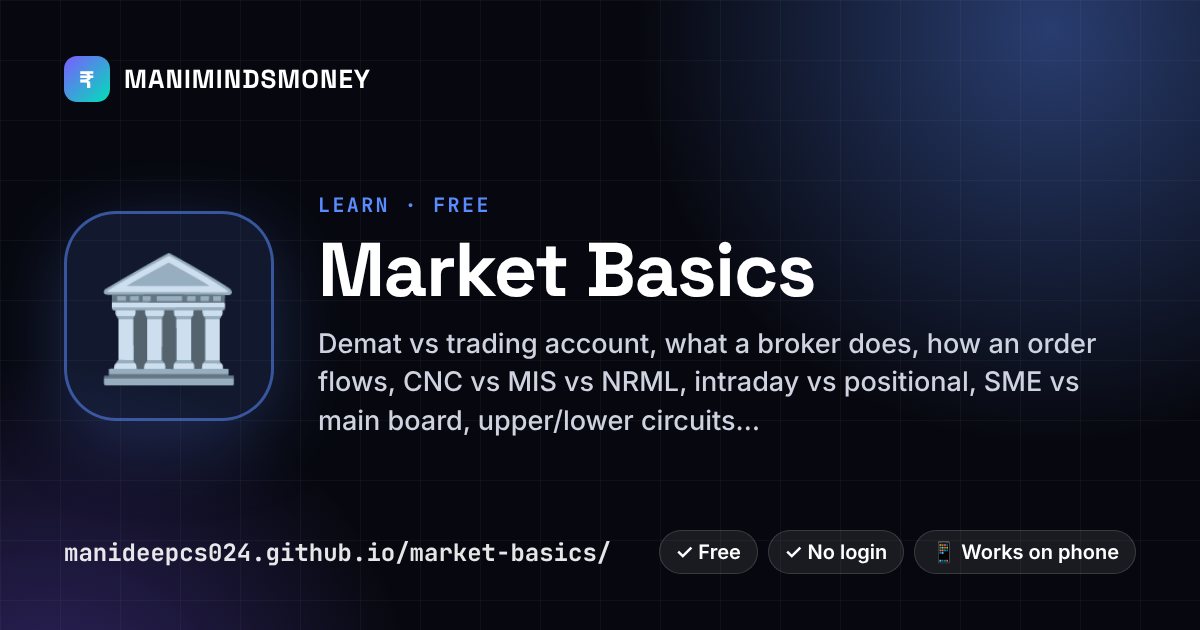 ₹ MANIMINDSMONEY
LEARN · FREE
Market Basics
Demat vs trading account, what a broker does, how an order
flows, CNC vs MIS vs NRML, intraday vs positional, SME vs
main board, upper/lower circuits...
manideepcs024.github.io/market-basics/
✓ Free
✓ No login
📱 Works on phone